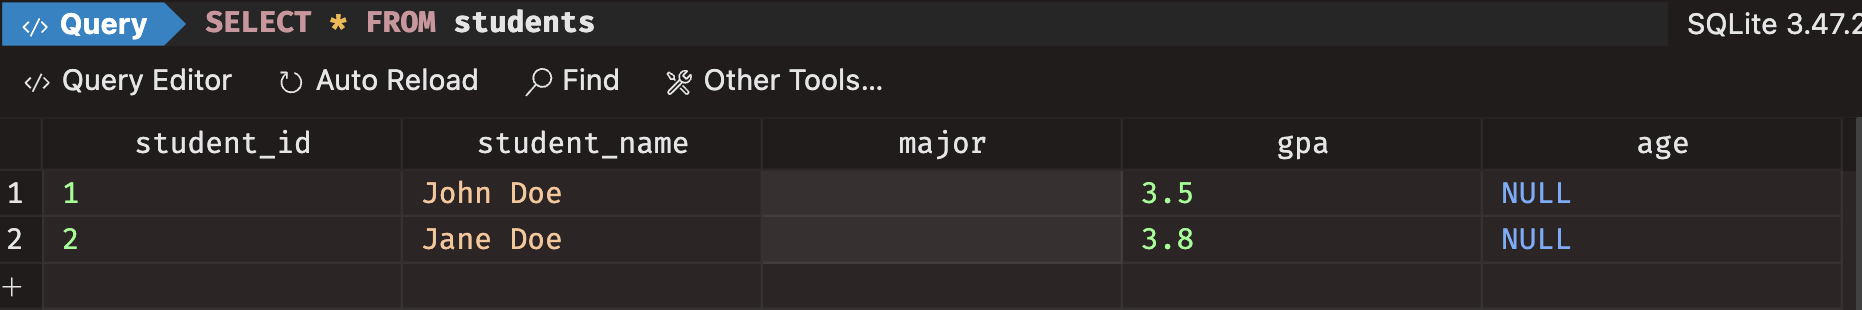 </> Query SELECT * FROM students SQLite 3.47.2
</> Query Editor Auto Reload Find Other Tools...
student_id student_name major gpa age
1 1 John Doe 3.5 NULL
2 2 Jane Doe 3.8 NULL
+